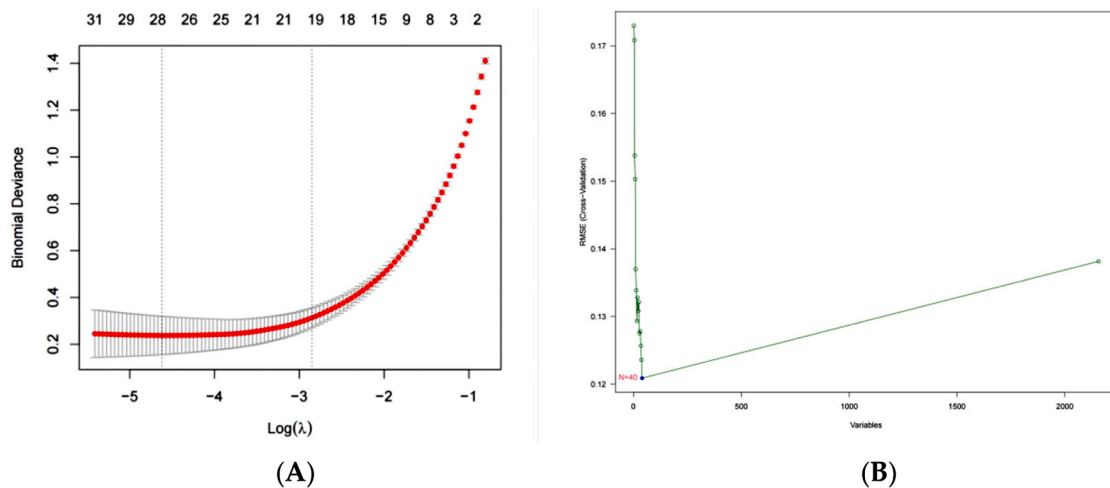 31 29 28 26 25 21 21 19 18 15 9 8 3 2
Binomial Deviance
1.4
1.2
1.0
0.8
0.6
0.4
0.2
−5 −4 −3 −2 −1
Log(λ)
(A)
RMSE (Cross−Validation)
0.17
0.16
0.15
0.14
0.13
0.12
N=40
0 500 1000 1500 2000
Variables
(B)